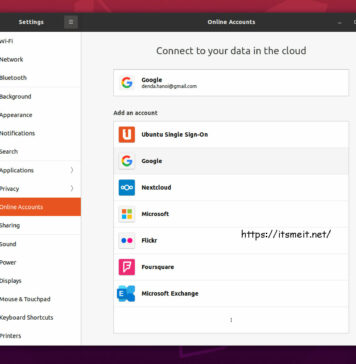 Settings
Online Accounts
Wi-Fi
Network
Bluetooth
Background
Appearance
Notifications
Search
Applications
Privacy
Online Accounts
Sharing
Sound
Power
Displays
Mouse & Touchpad
Keyboard Shortcuts
Printers
Connect to your data in the cloud
Google
denda.hanoi@gmail.com
Add an account
Ubuntu Single Sign-On
Google
Nextcloud
Microsoft
Flickr
https://itsmeit.net/
Foursquare
Microsoft Exchange